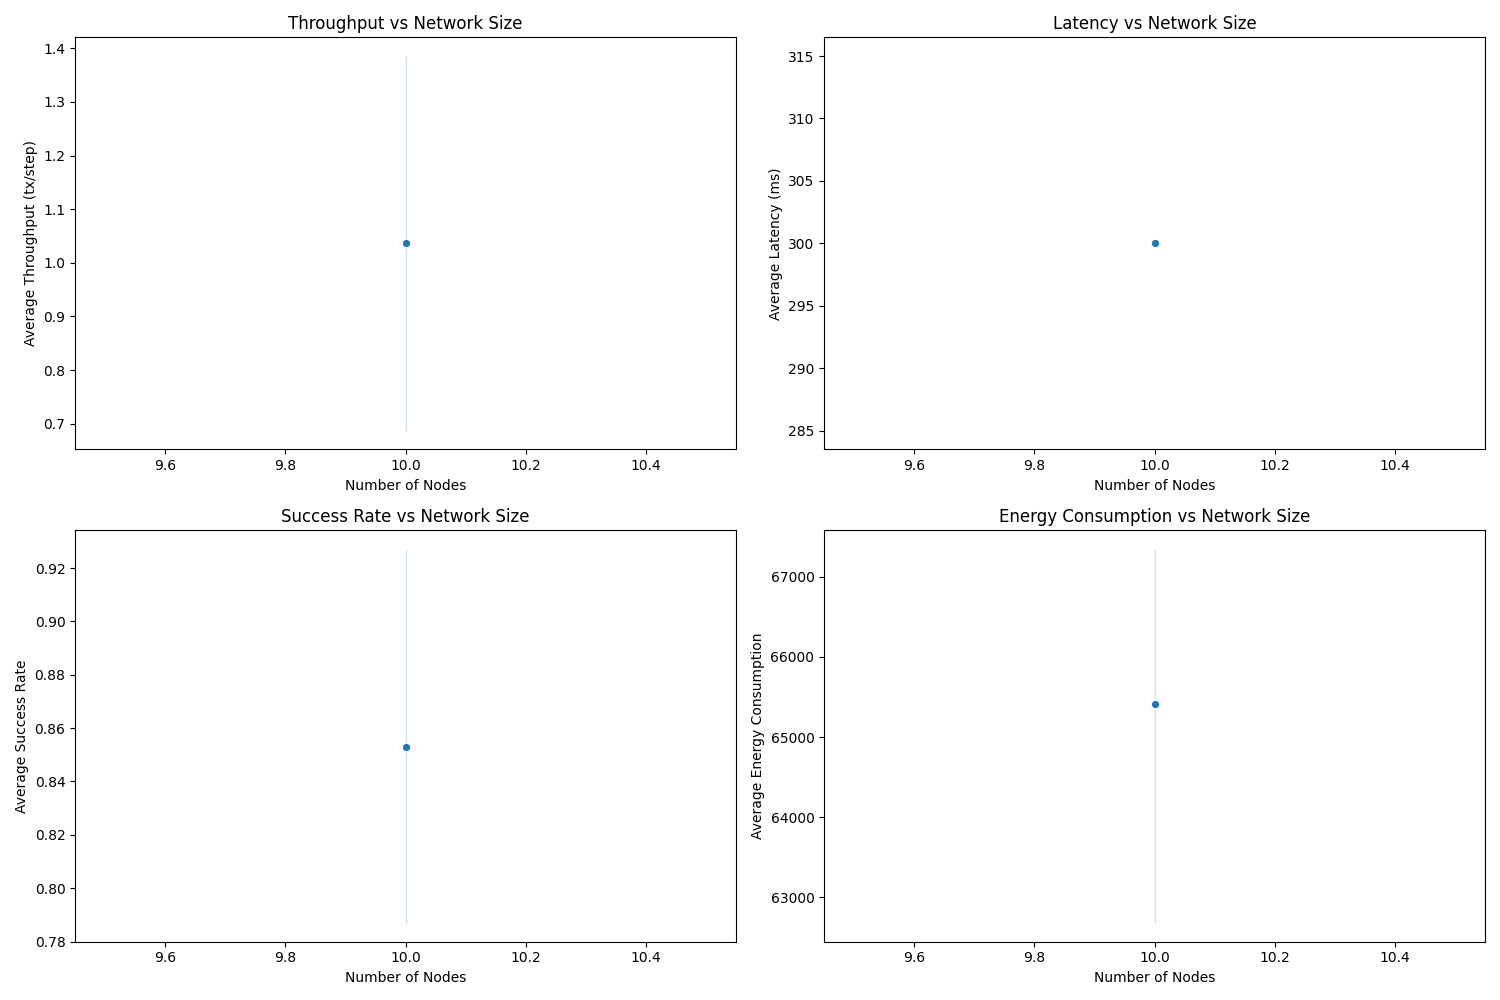 Throughput vs Network Size
Average Throughput (tx/step)
1.4
1.3
1.2
1.1
1.0
0.9
0.8
0.7
9.6 9.8 10.0 10.2 10.4
Number of Nodes
Latency vs Network Size
Average Latency (ms)
315
310
305
300
295
290
285
9.6 9.8 10.0 10.2 10.4
Number of Nodes
Success Rate vs Network Size
Average Success Rate
0.92
0.90
0.88
0.86
0.84
0.82
0.80
0.78
9.6 9.8 10.0 10.2 10.4
Number of Nodes
Energy Consumption vs Network Size
Average Energy Consumption
67000
66000
65000
64000
63000
9.6 9.8 10.0 10.2 10.4
Number of Nodes